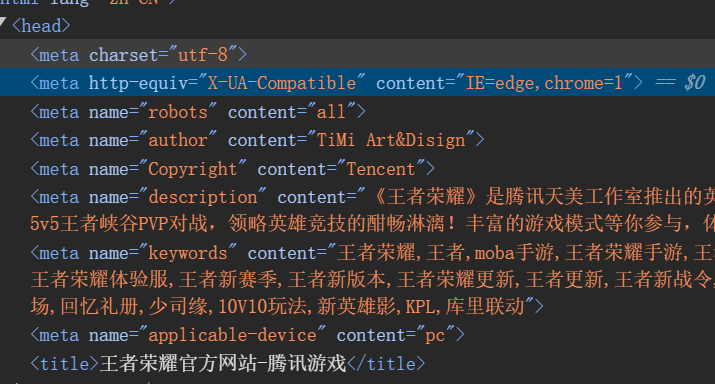 <head>
<meta charset="utf-8">
<meta http-equiv="X-UA-Compatible" content="IE=edge,chrome=1"> == $0
<meta name="robots" content="all">
<meta name="author" content="TiMi Art&Disign">
<meta name="Copyright" content="Tencent">
<meta name="description" content="《王者荣耀》是腾讯天美工作室推出的英
5v5王者峡谷PVP对战，领略英雄竞技的酣畅淋漓！丰富的游戏模式等你参与，体
<meta name="keywords" content="王者荣耀,王者,moba手游,王者荣耀手游,王
王者荣耀体验服,王者新赛季,王者新版本,王者荣耀更新,王者更新,王者新战令,
场,回忆礼册,少司缘,10V10玩法,新英雄影,KPL,库里联动">
<meta name="applicable-device" content="pc">
<title>王者荣耀官方网站-腾讯游戏</title>